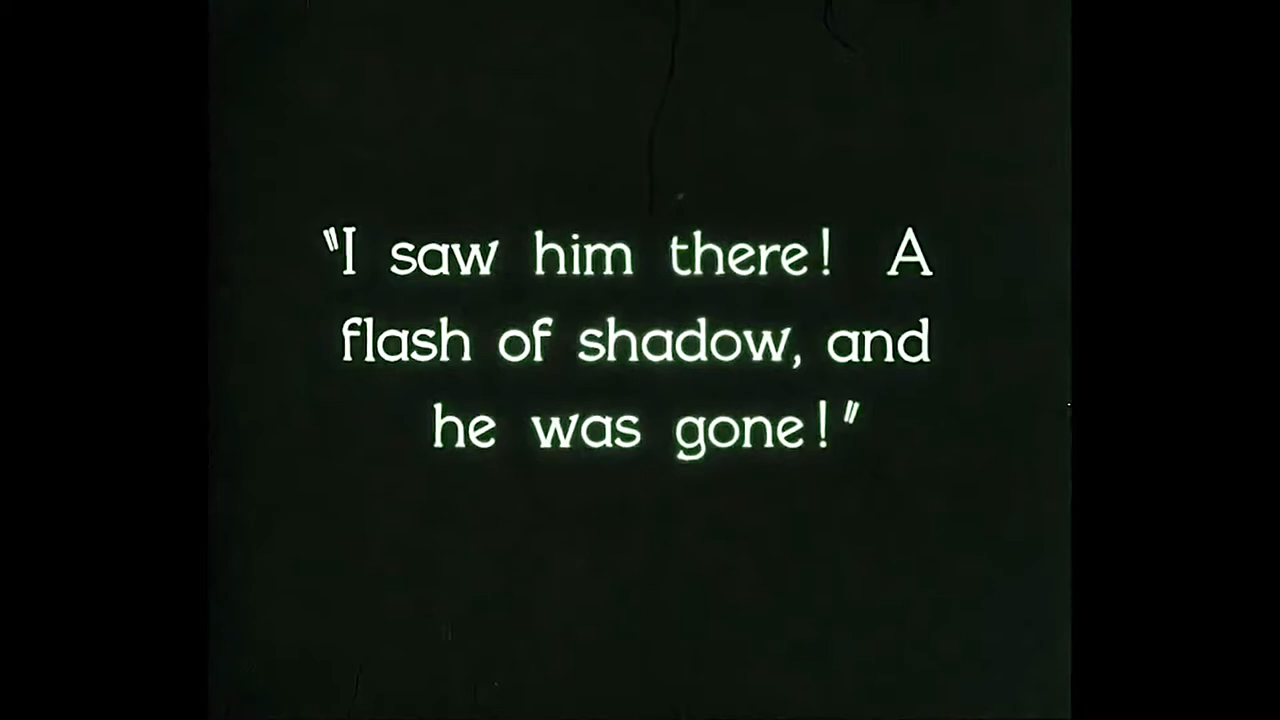 "I saw him there! A
flash of shadow, and
he was gone!"